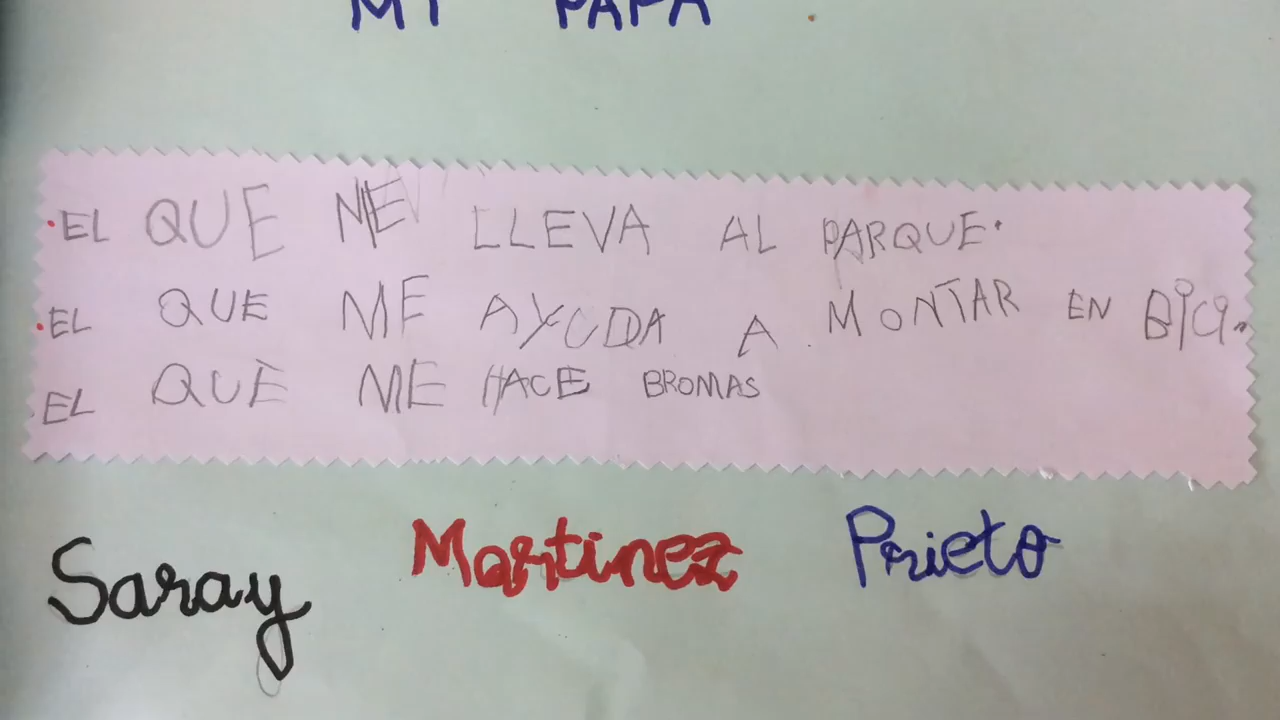 MI PAPA
·EL QUE ME LLEVA AL PARQUE.
·EL QUE ME AYUDA A MONTAR EN BICI.
EL QUE ME HACE BROMAS
Saray Martinez Prieto